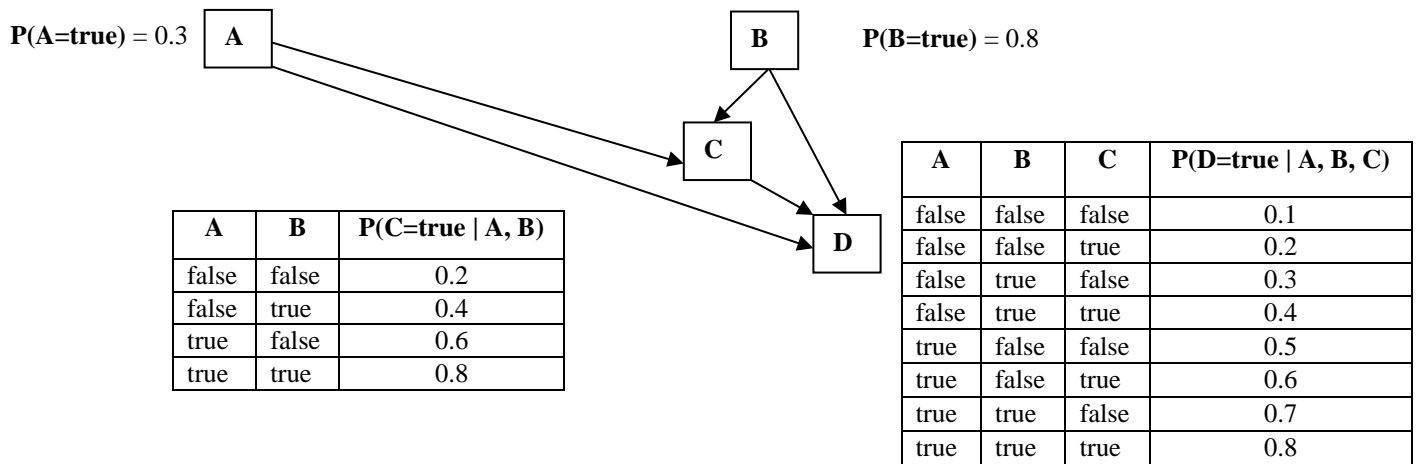 P(A=true) = 0.3 A B P(B=true) = 0.8
C
D
A B P(C=true | A, B)
false false 0.2
false true 0.4
true false 0.6
true true 0.8
A B C P(D=true | A, B, C)
false false false 0.1
false false true 0.2
false true false 0.3
false true true 0.4
true false false 0.5
true false true 0.6
true true false 0.7
true true true 0.8